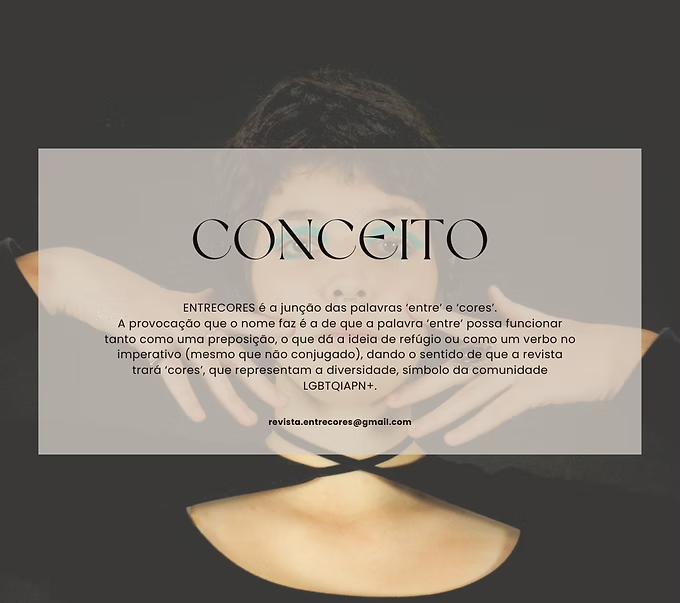 CONCEITO
ENTRECORES é a junção das palavras ‘entre’ e ‘cores’.
A provocação que o nome faz é a de que a palavra ‘entre’ possa funcionar
tanto como uma preposição, o que dá a ideia de refúgio ou como um verbo no
imperativo (mesmo que não conjugado), dando o sentido de que a revista
trará ‘cores’, que representam a diversidade, símbolo da comunidade
LGBTQIAPN+.
revista.entrecores@gmail.com